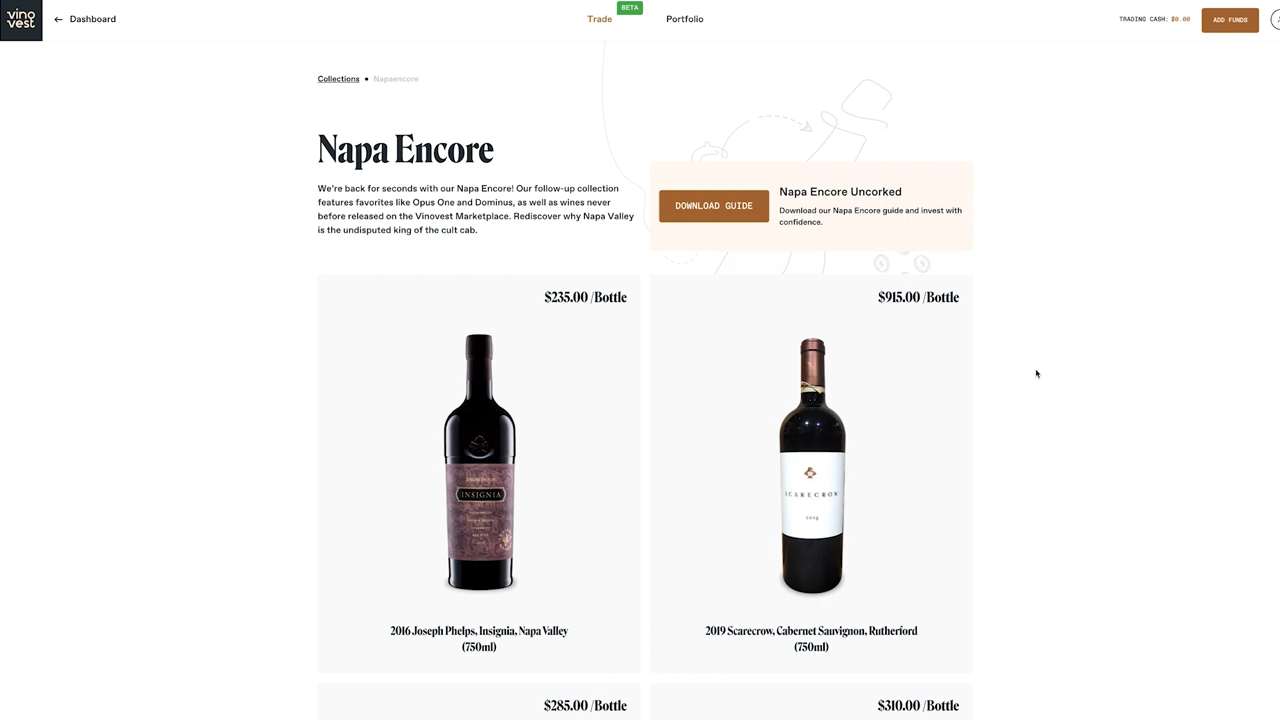 vino
vest
← Dashboard
Trade
BETA
Portfolio
TRADING CASH: $0.00
ADD FUNDS
Collections • Napaencore
Napa Encore
We're back for seconds with our Napa Encore! Our follow-up collection
features favorites like Opus One and Dominus, as well as wines never
before released on the Vinovest Marketplace. Rediscover why Napa Valley
is the undisputed king of the cult cab.
DOWNLOAD GUIDE
Napa Encore Uncorked
Download our Napa Encore guide and invest with
confidence.
$235.00 /Bottle
JOSEPH PHELPS
INSIGNIA
2016 Joseph Phelps, Insignia, Napa Valley
(750ml)
$915.00 /Bottle
SCARECROW
2019
2019 Scarecrow, Cabernet Sauvignon, Rutherford
(750ml)
$285.00 /Bottle
$310.00 /Bottle